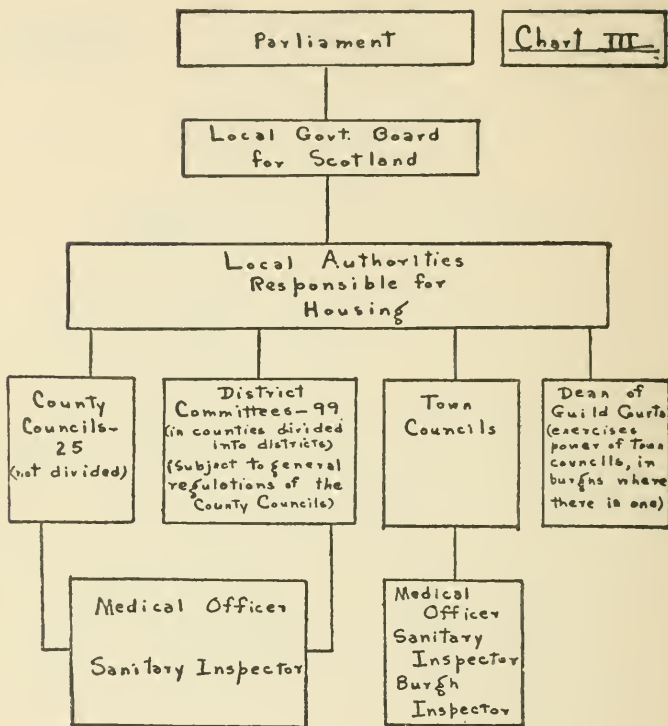 Parliament
Chart III
Local Govt. Board
for Scotland
Local Authorities
Responsible for
Housing
County
Councils-
25
(not divided)
District
Committees-99
(in counties divided
into districts)
(Subject to general
regulations of the
County Councils)
Town
Councils
Dean of
Guild Curts
(exercises
power of town
councils, in
burghs where
there is one)
Medical Officer
Sanitary Inspector
Medical
Officer
Sanitary
Inspector
Burgh
Inspector